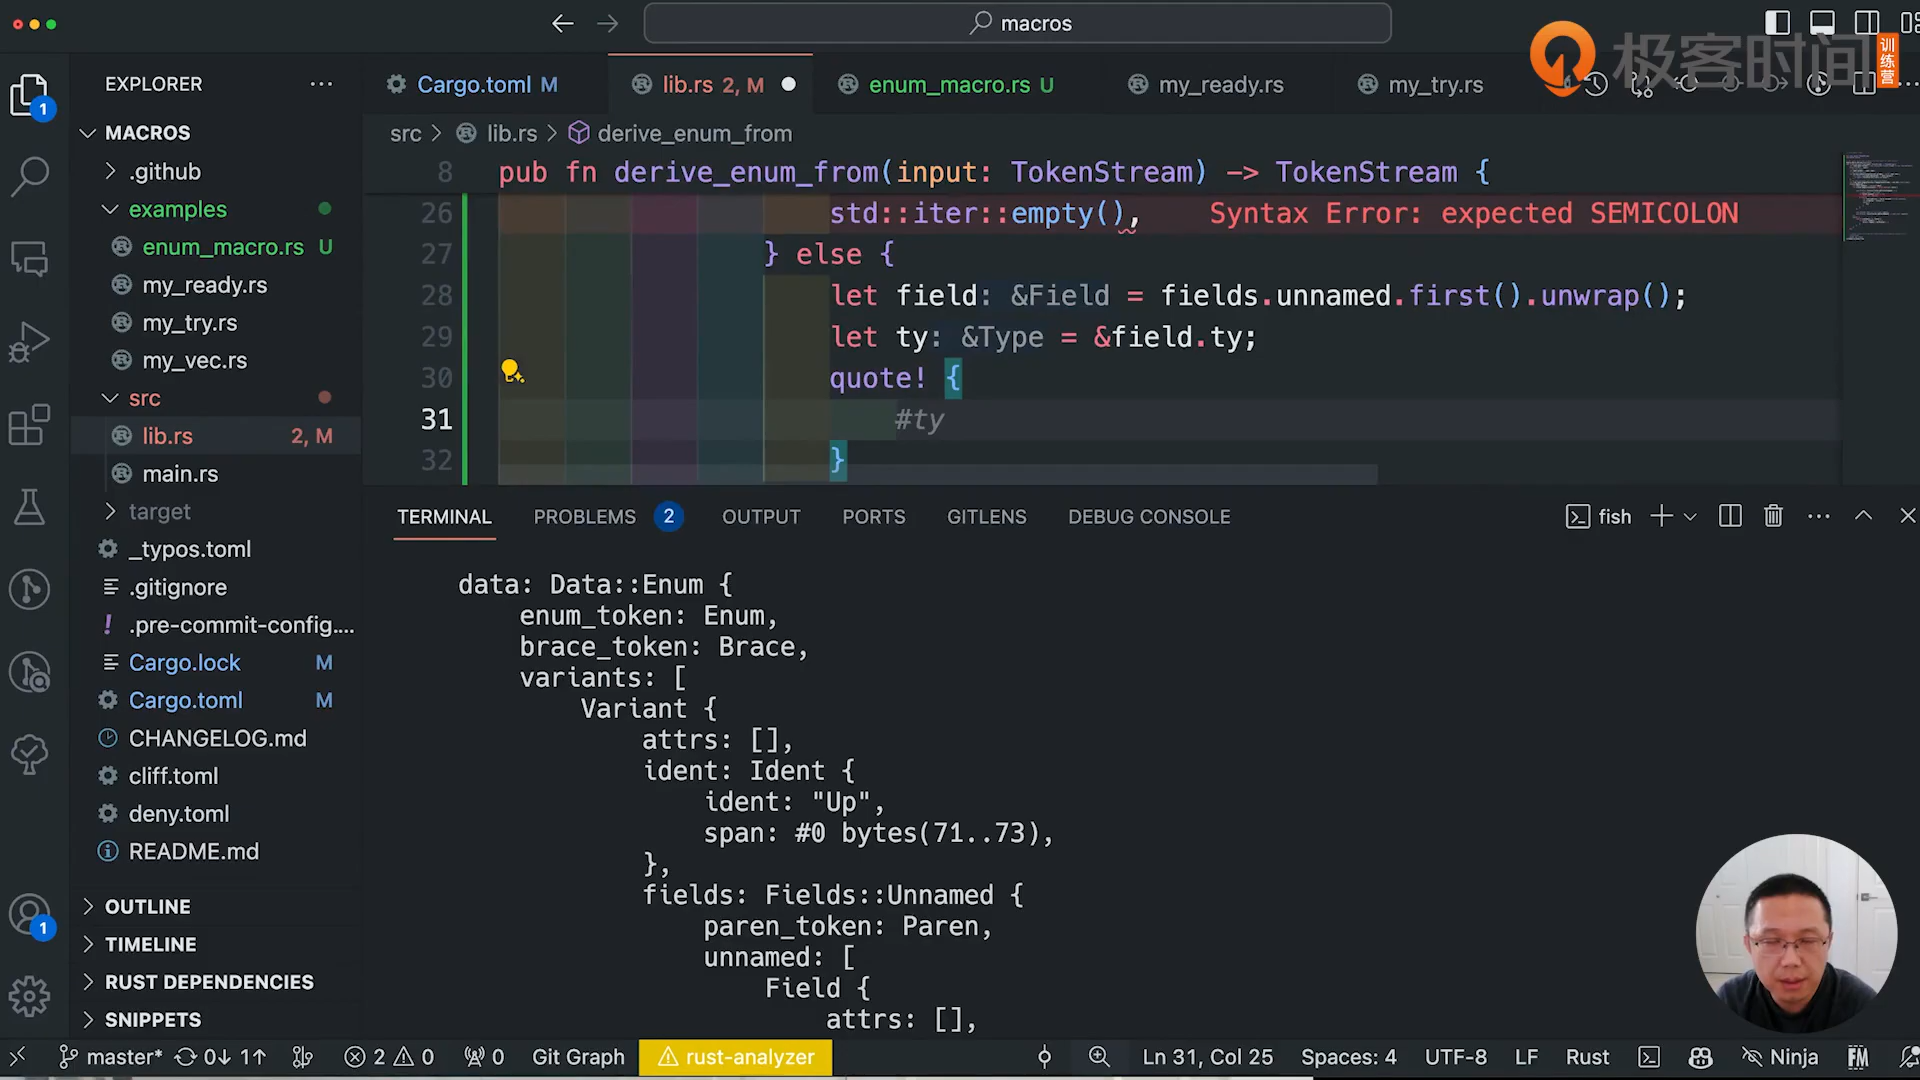 macros
极客时间
训练营
EXPLORER
MACROS
.github
examples
enum_macro.rs U
my_ready.rs
my_try.rs
my_vec.rs
src
lib.rs 2, M
main.rs
target
_typos.toml
.gitignore
.pre-commit-config....
Cargo.lock M
Cargo.toml M
CHANGELOG.md
cliff.toml
deny.toml
README.md
OUTLINE
TIMELINE
RUST DEPENDENCIES
SNIPPETS
1
1
Cargo.toml M
lib.rs 2, M
enum_macro.rs U
my_ready.rs
my_try.rs
src > lib.rs > derive_enum_from
8 pub fn derive_enum_from(input: TokenStream) -> TokenStream {
26 std::iter::empty(), Syntax Error: expected SEMICOLON
27 } else {
28 let field: &Field = fields.unnamed.first().unwrap();
29 let ty: &Type = &field.ty;
30 quote! {
31 #ty
32 }
TERMINAL PROBLEMS 2 OUTPUT PORTS GITLENS DEBUG CONSOLE
fish
data: Data::Enum {
enum_token: Enum,
brace_token: Brace,
variants: [
Variant {
attrs: [],
ident: Ident {
ident: "Up",
span: #0 bytes(71..73),
},
fields: Fields::Unnamed {
paren_token: Paren,
unnamed: [
Field {
attrs: [],
master* 0↓ 1↑ 2 0 0 Git Graph rust-analyzer Ln 31, Col 25 Spaces: 4 UTF-8 LF Rust Ninja